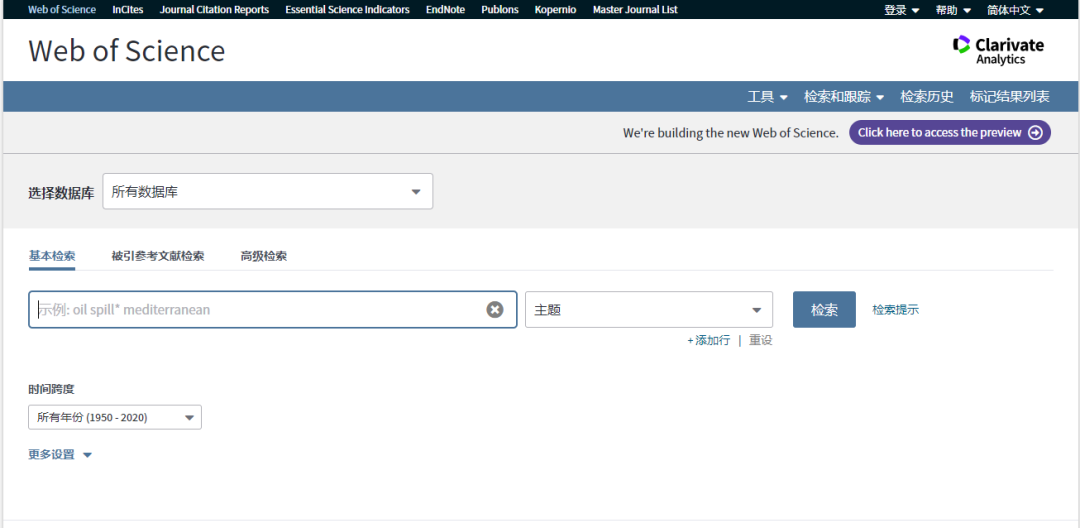 Web of Science InCites Journal Citation Reports Essential Science Indicators EndNote Publons Kopernio Master Journal List 登录 帮助 简体中文
Web of Science
Clarivate
Analytics
工具 检索和跟踪 检索历史 标记结果列表
We're building the new Web of Science. Click here to access the preview
选择数据库 所有数据库
基本检索 被引参考文献检索 高级检索
示例: oil spill* mediterranean 主题 检索 检索提示
+添加行 | 重设
时间跨度
所有年份 (1950 - 2020)
更多设置